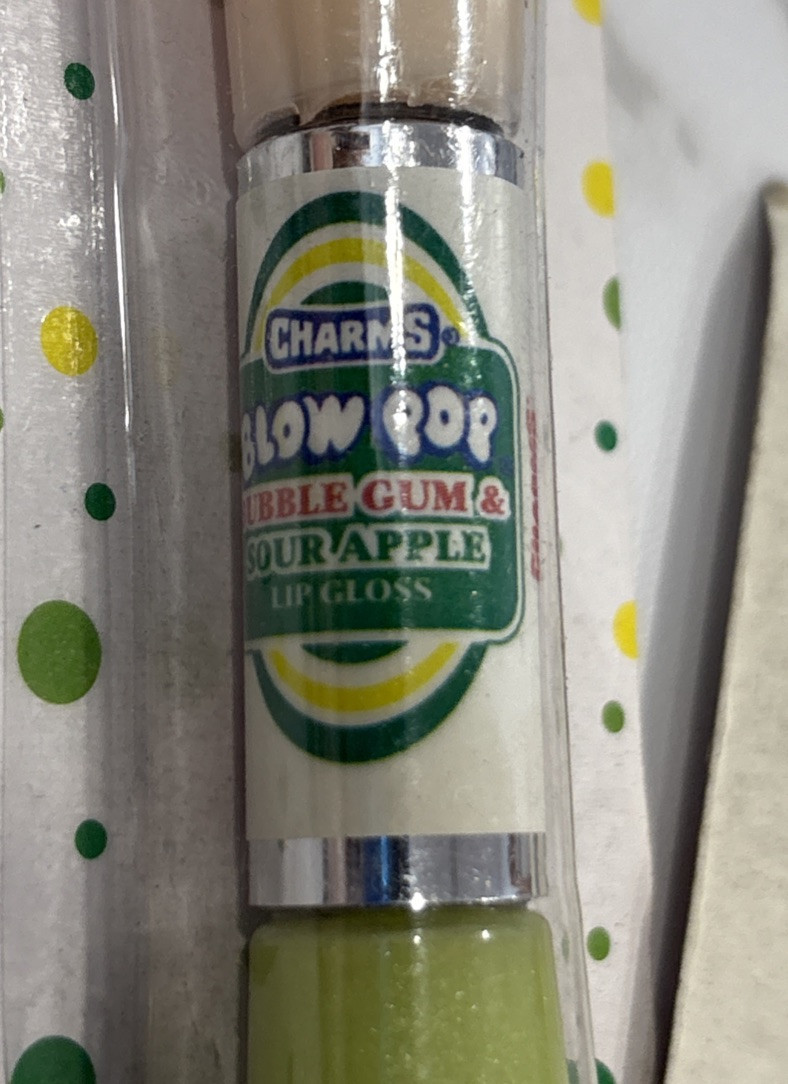 CHARMS®
BLOW POP
UBBLE GUM &
SOUR APPLE
LIP GLOSS